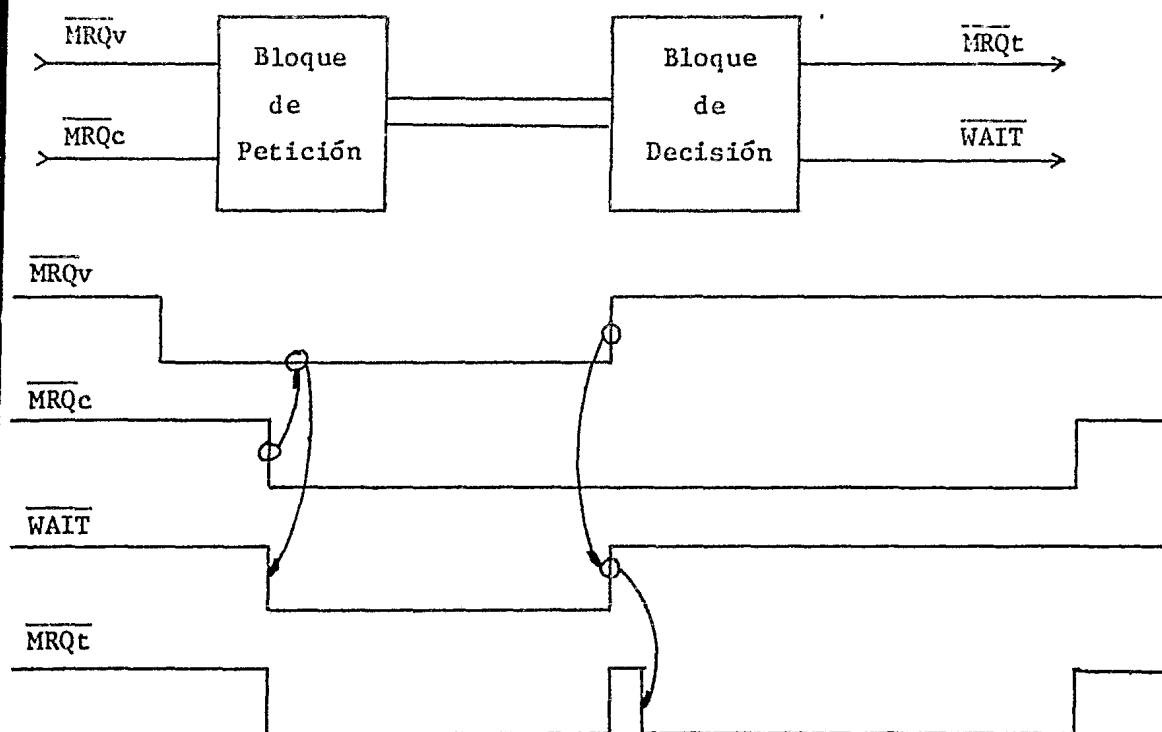 MRQv
Bloque
de
Petición
MRQc
Bloque
de
Decisión
MRQt
WAIT
MRQv
MRQc
WAIT
MRQt